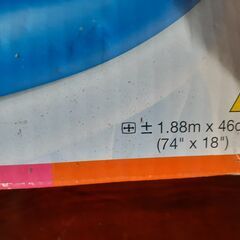 ± 1.88m x 46c
(74" x 18")